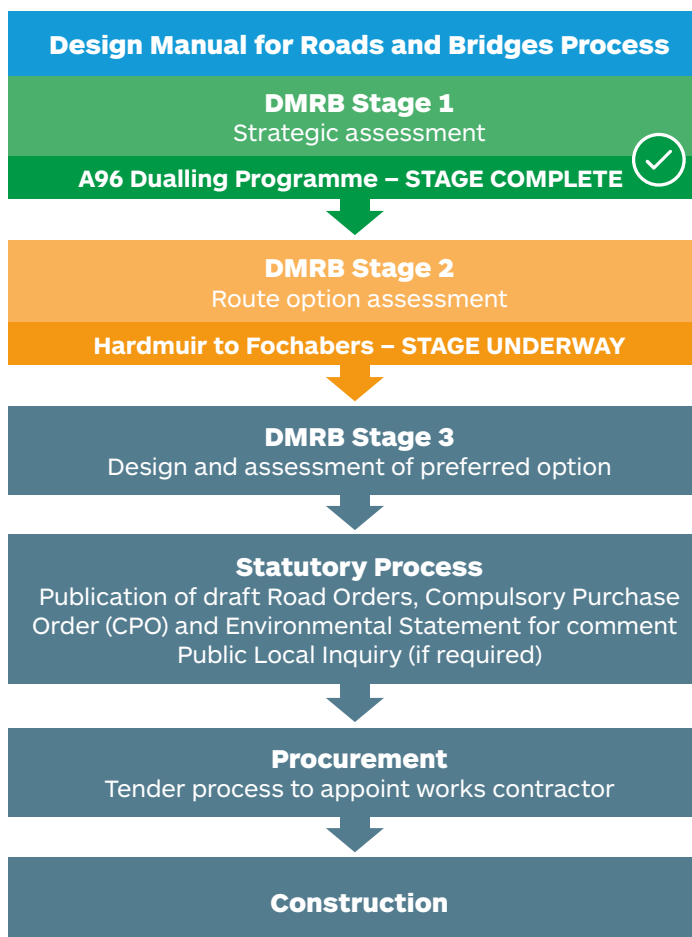 Design Manual for Roads and Bridges Process
DMRB Stage 1
Strategic assessment
A96 Dualling Programme – STAGE COMPLETE
DMRB Stage 2
Route option assessment
Hardmuir to Fochabers – STAGE UNDERWAY
DMRB Stage 3
Design and assessment of preferred option
Statutory Process
Publication of draft Road Orders, Compulsory Purchase
Order (CPO) and Environmental Statement for comment
Public Local Inquiry (if required)
Procurement
Tender process to appoint works contractor
Construction